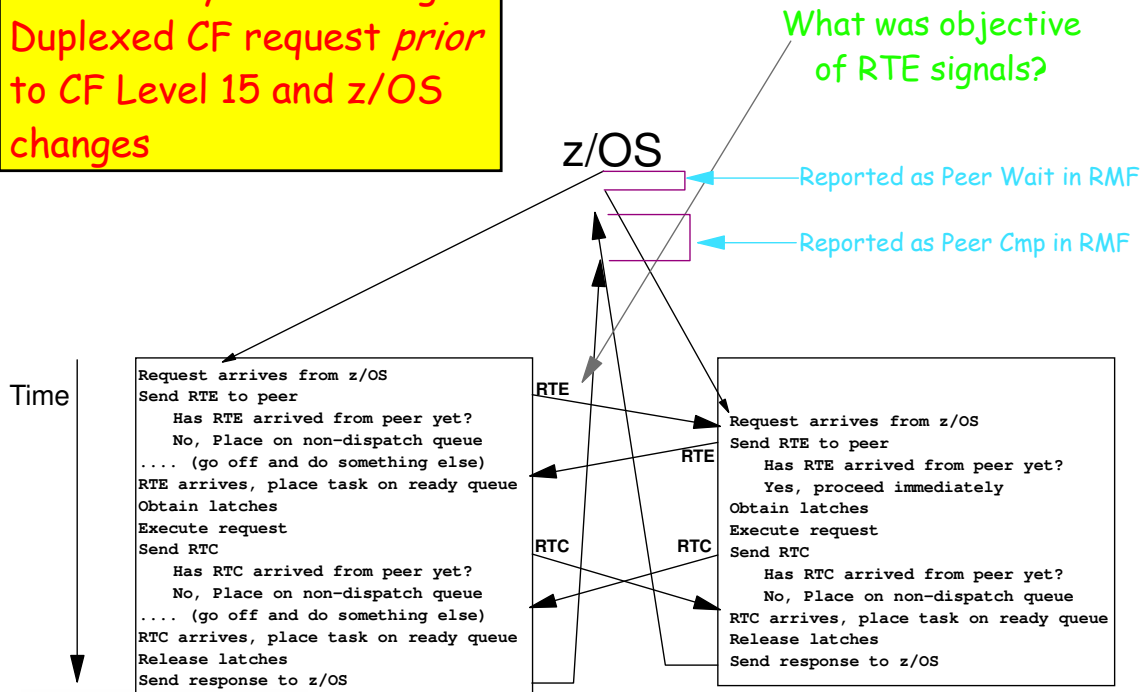 Duplexed CF request prior
to CF Level 15 and z/OS
changes
What was objective
of RTE signals?
z/OS
Reported as Peer Wait in RMF
Reported as Peer Cmp in RMF
Time
Request arrives from z/OS
Send RTE to peer
Has RTE arrived from peer yet?
No, Place on non-dispatch queue
.... (go off and do something else)
RTE arrives, place task on ready queue
Obtain latches
Execute request
Send RTC
Has RTC arrived from peer yet?
No, Place on non-dispatch queue
.... (go off and do something else)
RTC arrives, place task on ready queue
Release latches
Send response to z/OS
RTE
RTE
RTC
RTC
Request arrives from z/OS
Send RTE to peer
Has RTE arrived from peer yet?
Yes, proceed immediately
Obtain latches
Execute request
Send RTC
Has RTC arrived from peer yet?
No, Place on non-dispatch queue
RTC arrives, place task on ready queue
Release latches
Send response to z/OS